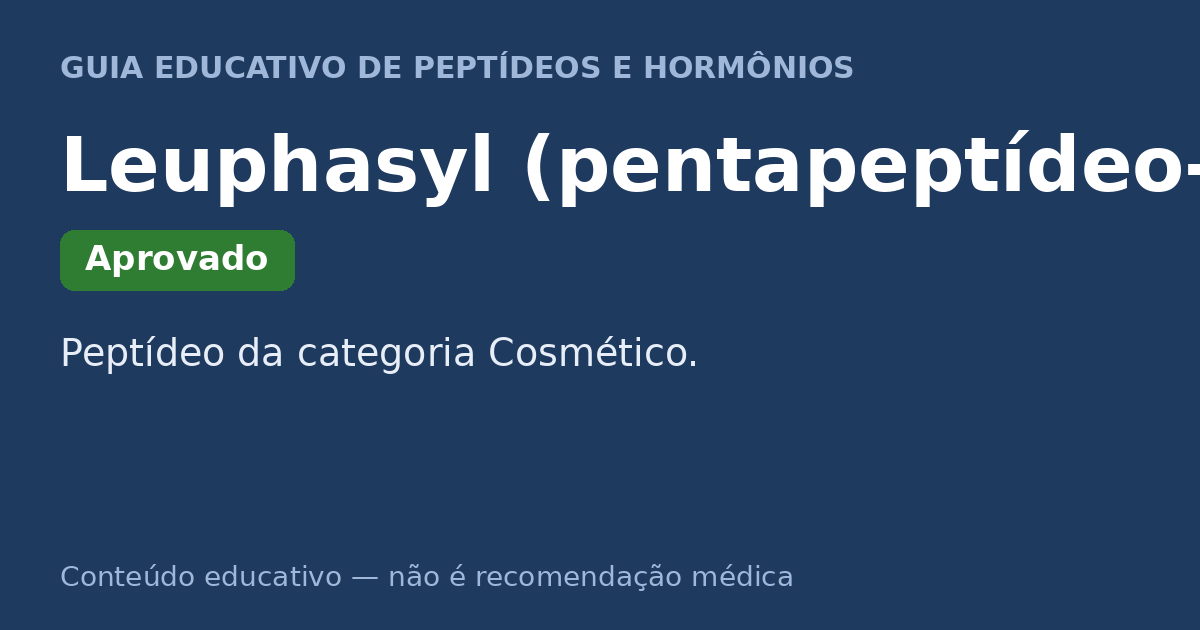 GUIA EDUCATIVO DE PEPTÍDEOS E HORMÔNIOS
Leuphasyl (pentapeptídeo-
Aprovado
Peptídeo da categoria Cosmético.
Conteúdo educativo — não é recomendação médica